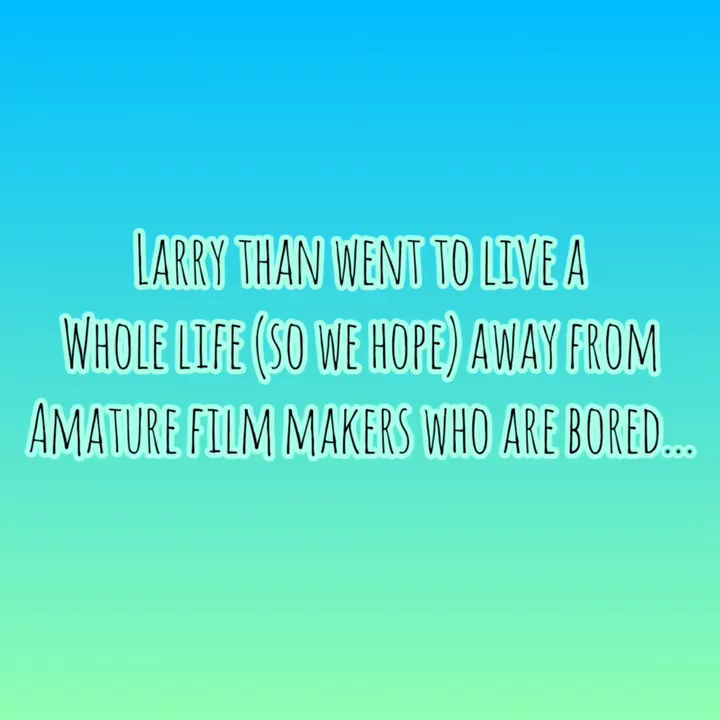 Larry than went to live a
Whole life (so we hope) away from
Amature film makers who are bored...